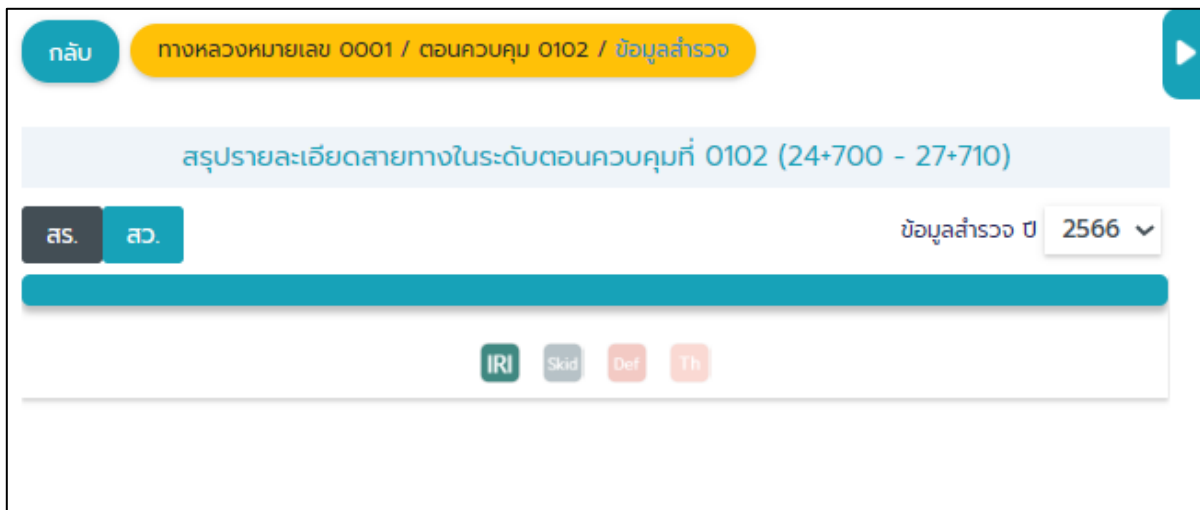 กลับ ทางหลวงหมายเลข 0001 / ตอนควบคุม 0102 / ข้อมูลสำรวจ
สรุปรายละเอียดสายทางในระดับตอนควบคุมที่ 0102 (24+700 - 27+710)
สร. สว. ข้อมูลสำรวจ ปี 2566
IRI Skid Def Th